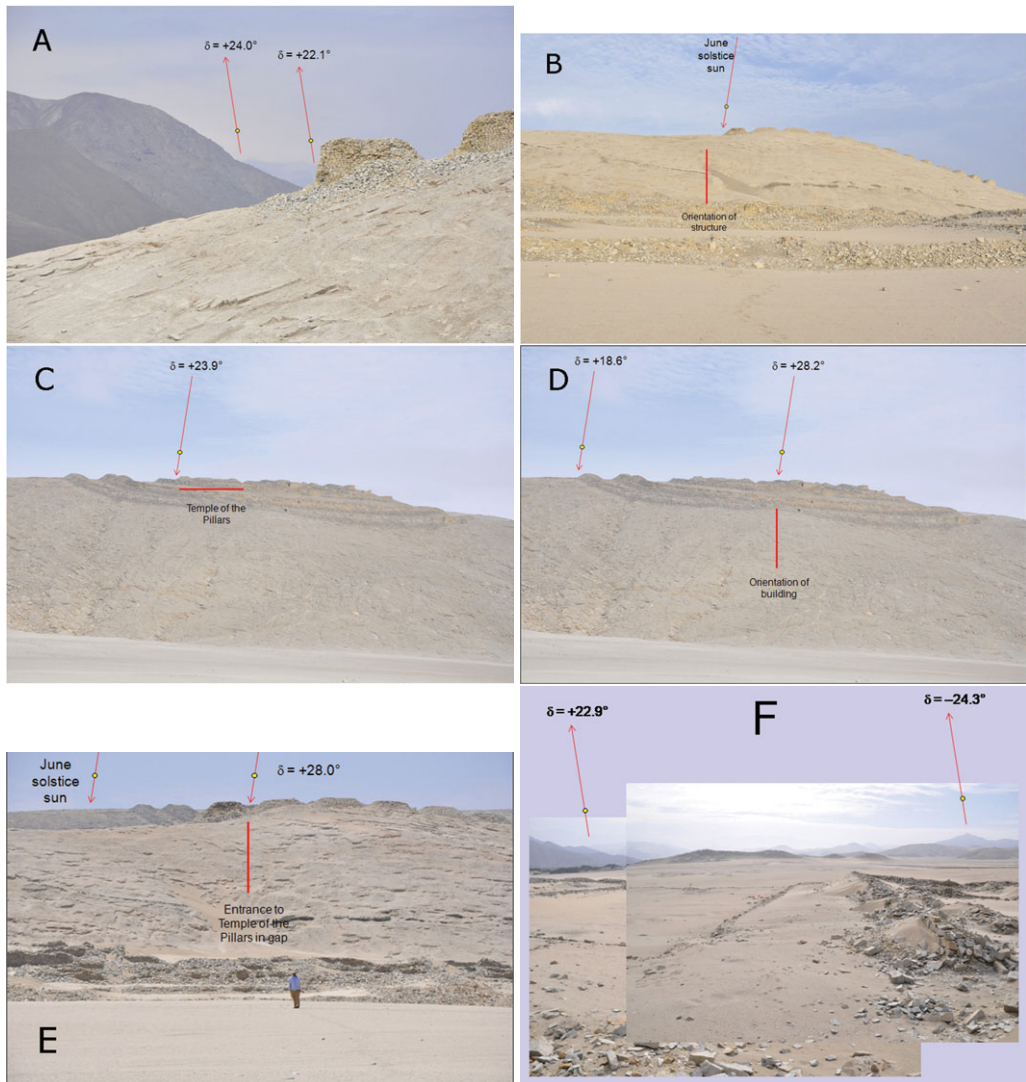 A
δ = +24.0°
δ = +22.1°
B
June
solstice
sun
Orientation of
structure
C
δ = +23.9°
Temple of the
Pillars
D
δ = +18.6°
δ = +28.2°
Orientation of
building
E
June
solstice
sun
δ = +28.0°
Entrance to
Temple of the
Pillars in gap
F
δ = +22.9°
δ = –24.3°